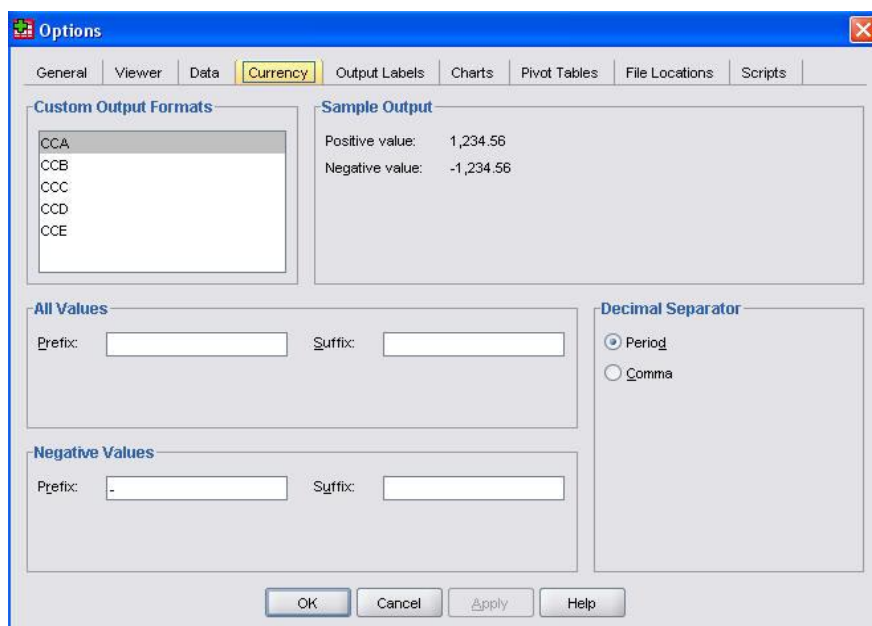 Options
General Viewer Data Currency Output Labels Charts Pivot Tables File Locations Scripts
Custom Output Formats
CCA
CCB
CCC
CCD
CCE
Sample Output
Positive value: 1,234.56
Negative value: -1,234.56
All Values
Prefix: Suffix:
Decimal Separator
Period
Comma
Negative Values
Prefix: - Suffix:
OK Cancel Apply Help